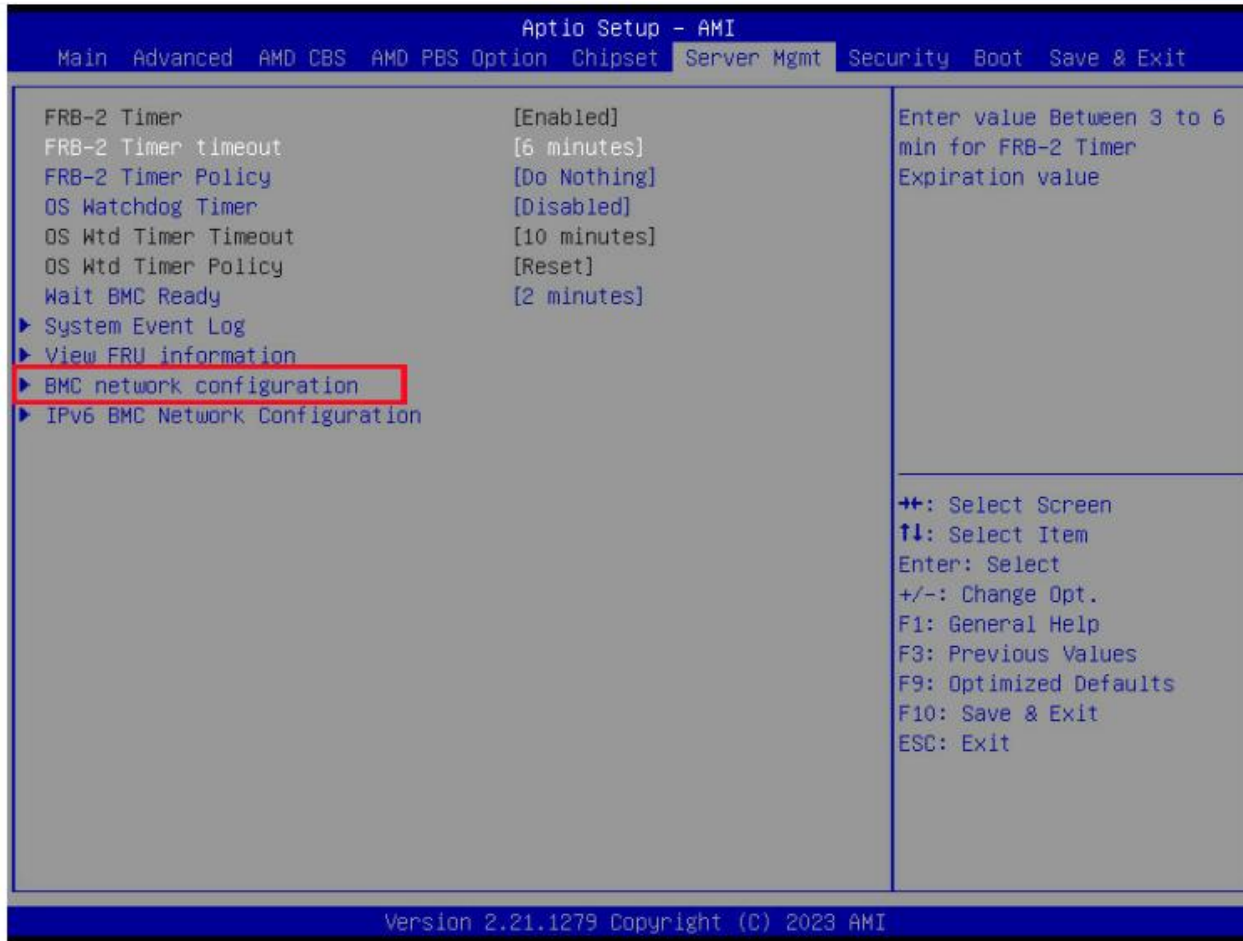 Aptio Setup – AMI
Main Advanced AMD CBS AMD PBS Option Chipset Server Mgmt Security Boot Save & Exit
FRB-2 Timer [Enabled]
FRB-2 Timer timeout [6 minutes]
FRB-2 Timer Policy [Do Nothing]
OS Watchdog Timer [Disabled]
OS Wtd Timer Timeout [10 minutes]
OS Wtd Timer Policy [Reset]
Wait BMC Ready [2 minutes]
System Event Log
View FRU information
BMC network configuration
IPv6 BMC Network Configuration
Enter value Between 3 to 6
min for FRB-2 Timer
Expiration value
→←: Select Screen
↑↓: Select Item
Enter: Select
+/-: Change Opt.
F1: General Help
F3: Previous Values
F9: Optimized Defaults
F10: Save & Exit
ESC: Exit
Version 2.21.1279 Copyright (C) 2023 AMI